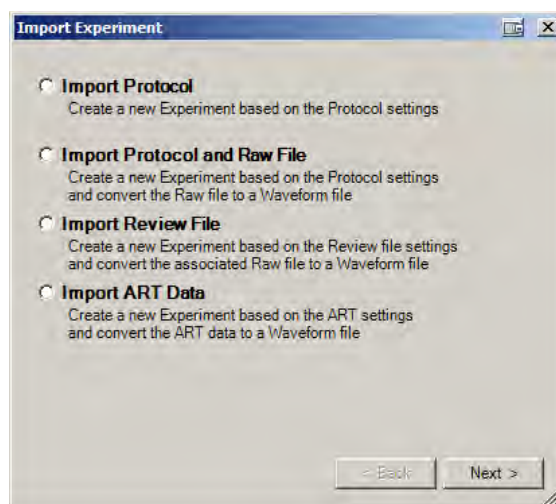 Import Experiment
Import Protocol
Create a new Experiment based on the Protocol settings
Import Protocol and Raw File
Create a new Experiment based on the Protocol settings
and convert the Raw file to a Waveform file
Import Review File
Create a new Experiment based on the Review file settings
and convert the associated Raw file to a Waveform file
Import ART Data
Create a new Experiment based on the ART settings
and convert the ART data to a Waveform file
< Back
Next >